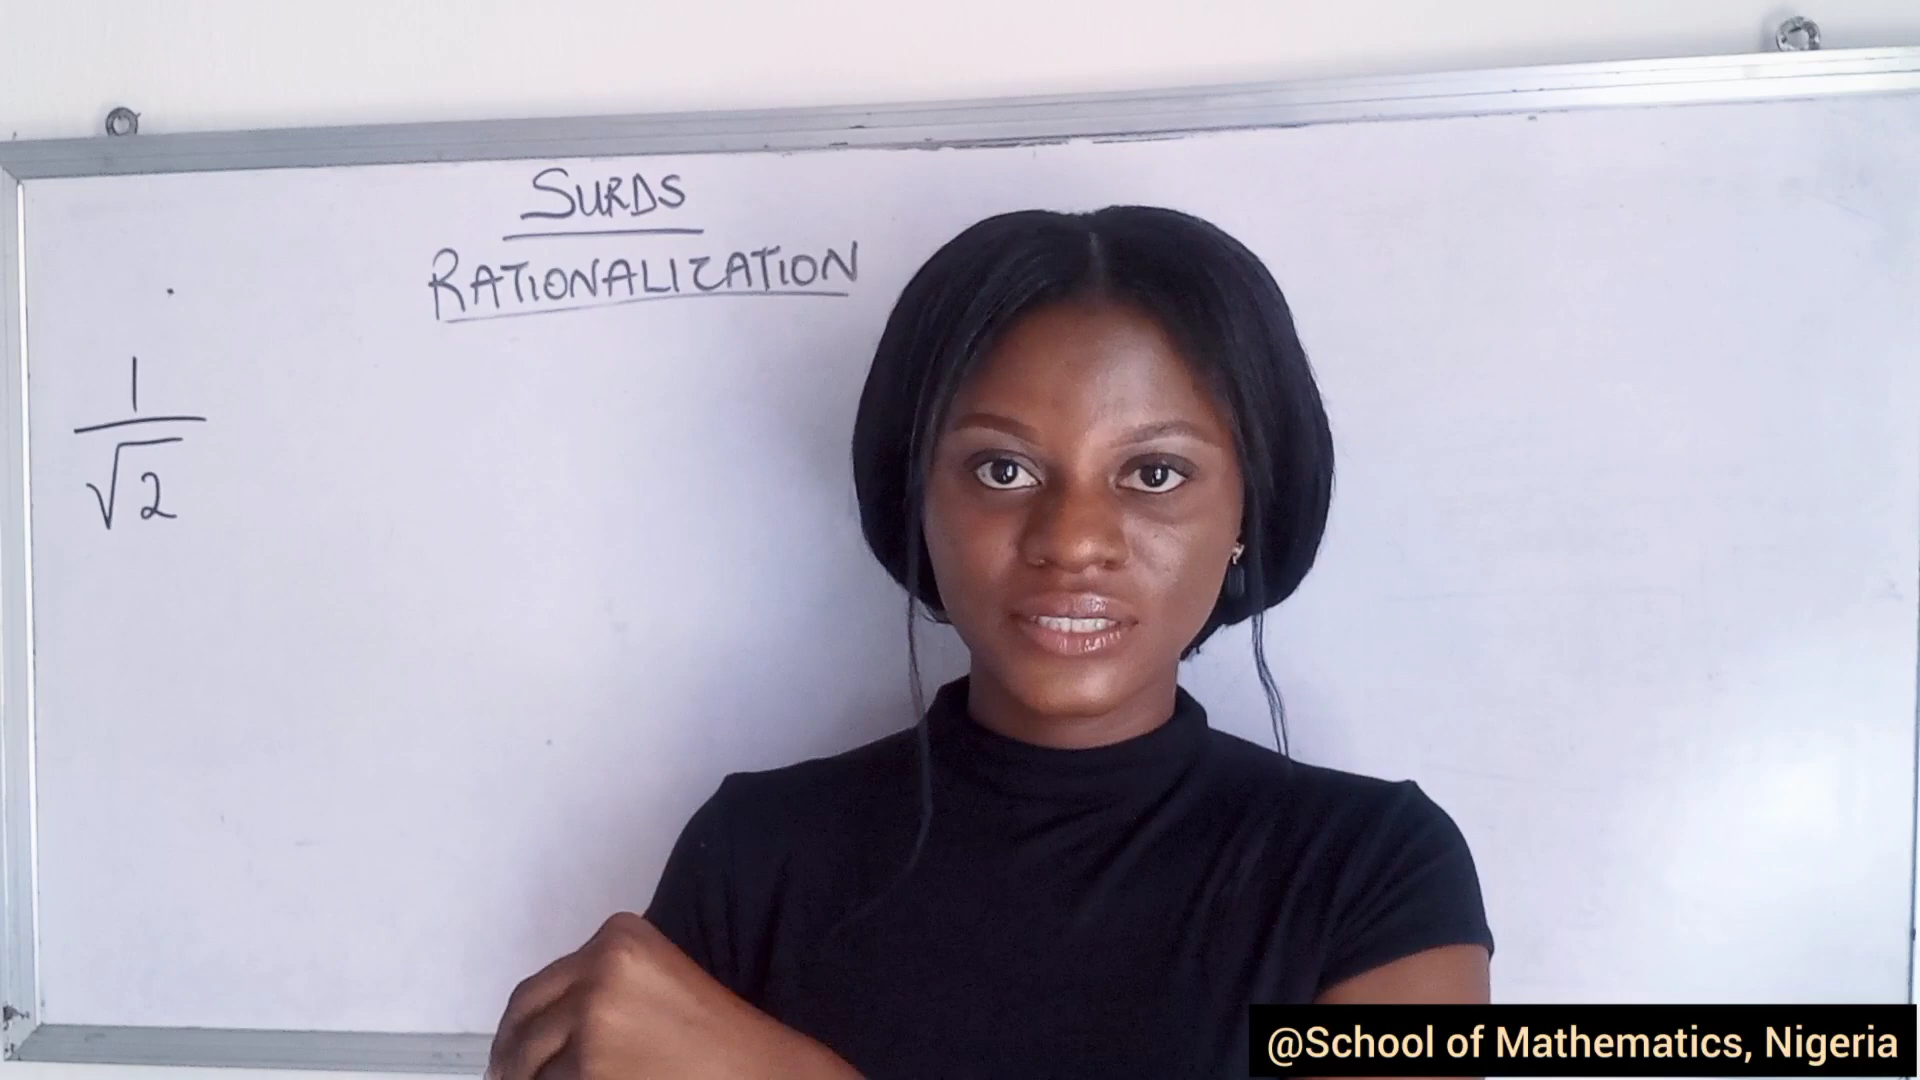 SURDS
RATIONALIZATION
1
√2
@School of Mathematics, Nigeria